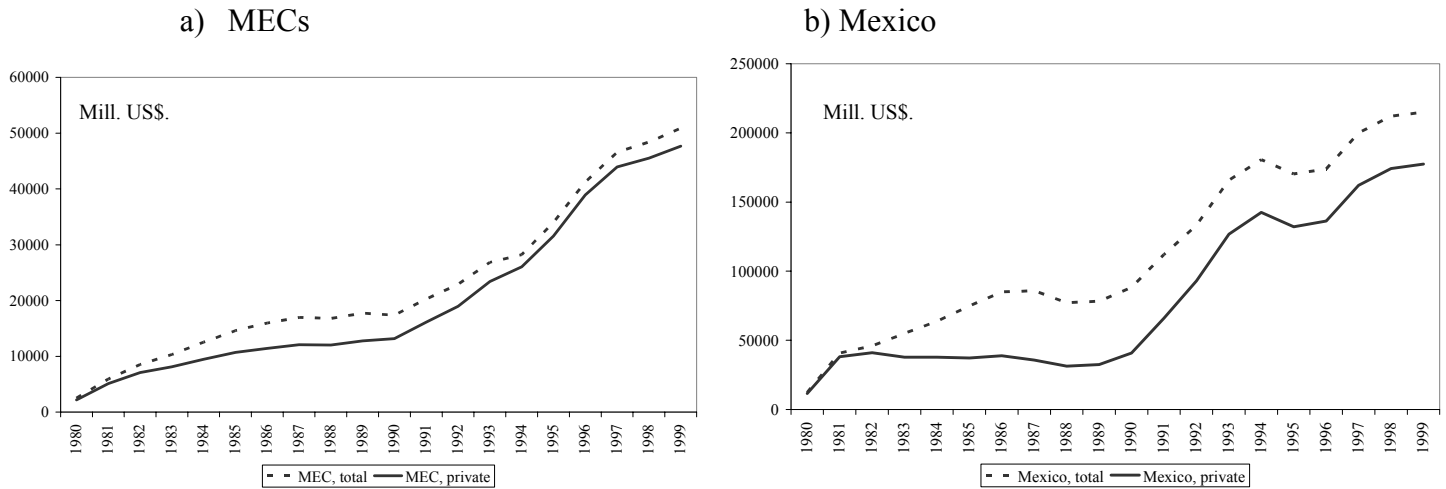 a) MECs
60000
50000
40000
30000
20000
10000
0
Mill. US$.
1980 1981 1982 1983 1984 1985 1986 1987 1988 1989 1990 1991 1992 1993 1994 1995 1996 1997 1998 1999
MEC, total MEC, private
b) Mexico
250000
200000
150000
100000
50000
0
Mill. US$.
1980 1981 1982 1983 1984 1985 1986 1987 1988 1989 1990 1991 1992 1993 1994 1995 1996 1997 1998 1999
Mexico, total Mexico, private